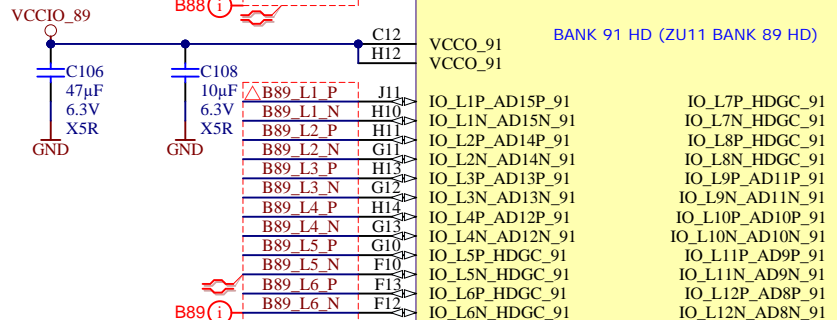 B88 i
VCCIO_89
BANK 91 HD (ZU11 BANK 89 HD)
C12 VCCO_91
H12 VCCO_91
C106
47µF
6.3V
X5R
GND
C108
10µF
6.3V
X5R
GND
B89_L1_P J11 IO_L1P_AD15P_91 IO_L7P_HDGC_91
B89_L1_N H10 IO_L1N_AD15N_91 IO_L7N_HDGC_91
B89_L2_P H11 IO_L2P_AD14P_91 IO_L8P_HDGC_91
B89_L2_N G11 IO_L2N_AD14N_91 IO_L8N_HDGC_91
B89_L3_P H13 IO_L3P_AD13P_91 IO_L9P_AD11P_91
B89_L3_N G12 IO_L3N_AD13N_91 IO_L9N_AD11N_91
B89_L4_P H14 IO_L4P_AD12P_91 IO_L10P_AD10P_91
B89_L4_N G13 IO_L4N_AD12N_91 IO_L10N_AD10N_91
B89_L5_P G10 IO_L5P_HDGC_91 IO_L11P_AD9P_91
B89_L5_N F10 IO_L5N_HDGC_91 IO_L11N_AD9N_91
B89_L6_P F13 IO_L6P_HDGC_91 IO_L12P_AD8P_91
B89 i B89_L6_N F12 IO_L6N_HDGC_91 IO_L12N_AD8N_91